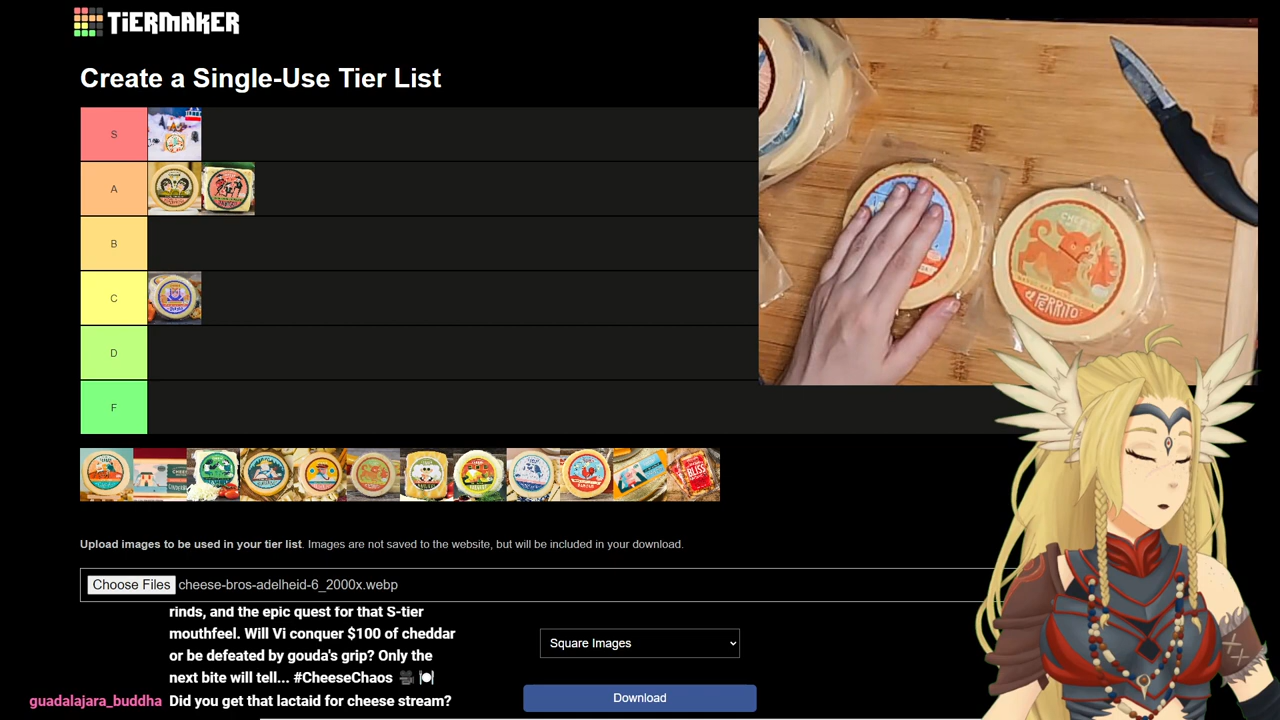 TIERMAKER
Create a Single-Use Tier List
S
A
B
C
D
F
CHEESE
el PERRITO
BLISS
Upload images to be used in your tier list. Images are not saved to the website, but will be included in your download.
Choose Files cheese-bros-adelheid-6_2000x.webp
rinds, and the epic quest for that S-tier
mouthfeel. Will Vi conquer $100 of cheddar
or be defeated by gouda's grip? Only the
next bite will tell... #CheeseChaos 🎥 🍽️
guadalajara_buddha Did you get that lactaid for cheese stream?
Square Images
Download